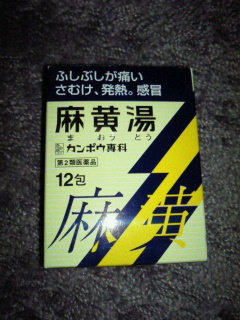 ふしぶしが痛い
さむけ、発熱。感冒
麻黄湯
ま おう とう
カンポウ専科
第2類医薬品
12包
麻黄